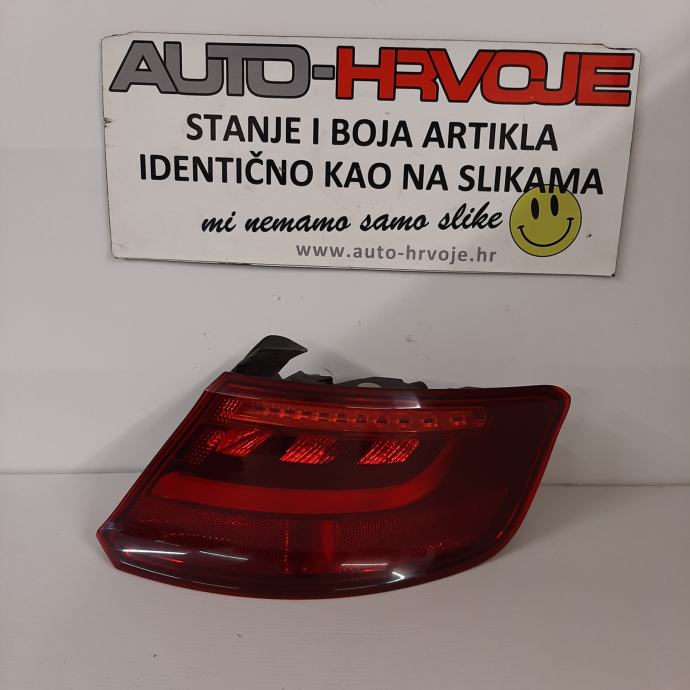 AUTO-HRVOJE
STANJE I BOJA ARTIKLA
IDENTIČNO KAO NA SLIKAMA
mi nemamo samo slike
www.auto-hrvoje.hr